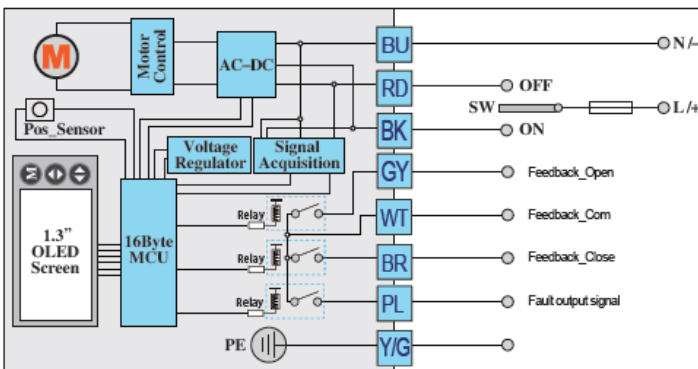 M
Motor
Control
AC–DC
BU
N/–
RD
OFF
SW
L/+
Pos_Sensor
BK
ON
Voltage
Regulator
Signal
Acquisition
GY
Feedback_Open
M
1.3”
OLED
Screen
16Byte
MCU
Relay
WT
Feedback_Com
Relay
BR
Feedback_Close
Relay
PL
Fault output signal
PE
Y/G